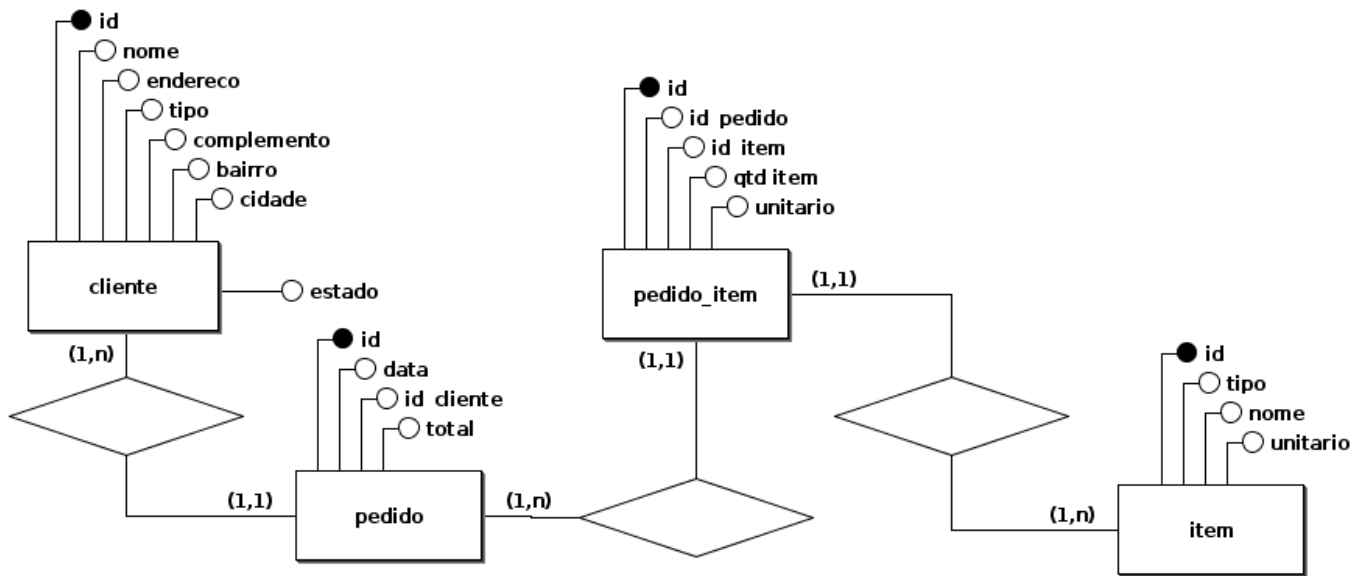 id
nome
endereco
tipo
complemento
bairro
cidade
cliente
estado
(1,n)
id
data
id cliente
total
(1,1)
pedido
(1,n)
id
id pedido
id item
qtd item
unitario
pedido_item
(1,1)
(1,1)
id
tipo
nome
unitario
(1,n)
item